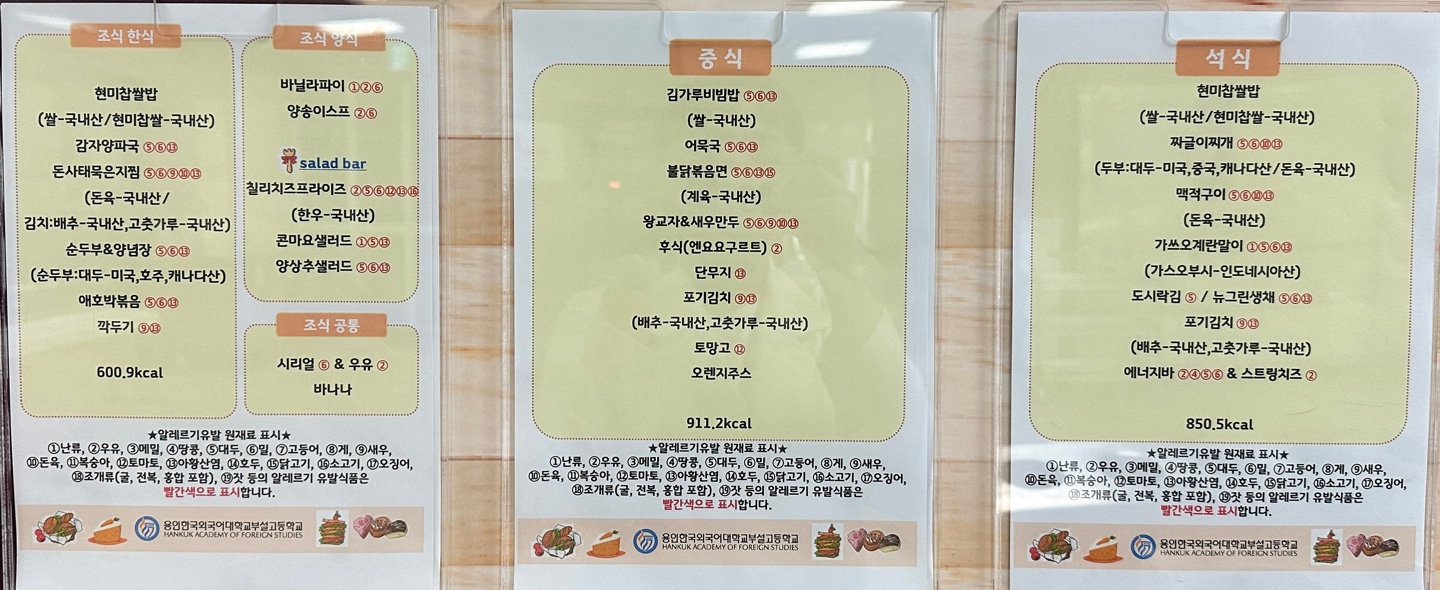 조식 한식
현미찹쌀밥
(쌀-국내산/현미찹쌀-국내산)
감자양파국 ⑤⑥⑬
돈사태묵은지찜 ⑤⑥⑨⑩⑬
(돈육-국내산/
김치:배추-국내산,고춧가루-국내산)
순두부&양념장 ⑤⑥⑬
(순두부:대두-미국,호주,캐나다산)
애호박볶음 ⑤⑥⑬
깍두기 ⑨⑬
600.9kcal
조식 양식
바닐라파이 ①②⑥
양송이스프 ②⑥
salad bar
칠리치즈프라이즈 ②⑤⑥⑫⑬⑯
(한우-국내산)
콘마요샐러드 ①⑤⑬
양상추샐러드 ⑤⑥⑬
조식 공통
시리얼 ⑥ & 우유 ②
바나나
★알레르기유발 원재료 표시★
①난류, ②우유, ③메밀, ④땅콩, ⑤대두, ⑥밀, ⑦고등어, ⑧게, ⑨새우,
⑩돈육, ⑪복숭아, ⑫토마토, ⑬아황산염, ⑭호두, ⑮닭고기, ⑯소고기, ⑰오징어,
⑱조개류(굴, 전복, 홍합 포함), ⑲잣 등의 알레르기 유발식품은
빨간색으로 표시합니다.
용인한국외국어대학교부설고등학교
HANKUK ACADEMY OF FOREIGN STUDIES
중식
김가루비빔밥 ⑤⑥⑬
(쌀-국내산)
어묵국 ⑤⑥⑬
불닭볶음면 ⑤⑥⑬⑮
(계육-국내산)
왕교자&새우만두 ⑤⑥⑨⑩⑬
후식(엔요요구르트) ②
단무지 ⑬
포기김치 ⑨⑬
(배추-국내산,고춧가루-국내산)
토망고 ⑫
오렌지주스
911.2kcal
★알레르기유발 원재료 표시★
①난류, ②우유, ③메밀, ④땅콩, ⑤대두, ⑥밀, ⑦고등어, ⑧게, ⑨새우,
⑩돈육, ⑪복숭아, ⑫토마토, ⑬아황산염, ⑭호두, ⑮닭고기, ⑯소고기, ⑰오징어,
⑱조개류(굴, 전복, 홍합 포함), ⑲잣 등의 알레르기 유발식품은
빨간색으로 표시합니다.
용인한국외국어대학교부설고등학교
HANKUK ACADEMY OF FOREIGN STUDIES
석식
현미찹쌀밥
(쌀-국내산/현미찹쌀-국내산)
짜글이찌개 ⑤⑥⑩⑬
(두부:대두-미국,중국,캐나다산/돈육-국내산)
맥적구이 ⑤⑥⑩⑬
(돈육-국내산)
가쓰오계란말이 ①⑤⑥⑬
(가스오부시-인도네시아산)
도시락김 ⑤ / 뉴그린생채 ⑤⑥⑬
포기김치 ⑨⑬
(배추-국내산,고춧가루-국내산)
에너지바 ②④⑤⑥ & 스트링치즈 ②
850.5kcal
★알레르기유발 원재료 표시★
①난류, ②우유, ③메밀, ④땅콩, ⑤대두, ⑥밀, ⑦고등어, ⑧게, ⑨새우,
⑩돈육, ⑪복숭아, ⑫토마토, ⑬아황산염, ⑭호두, ⑮닭고기, ⑯소고기, ⑰오징어,
⑱조개류(굴, 전복, 홍합 포함), ⑲잣 등의 알레르기 유발식품은
빨간색으로 표시합니다.
용인한국외국어대학교부설고등학교
HANKUK ACADEMY OF FOREIGN STUDIES